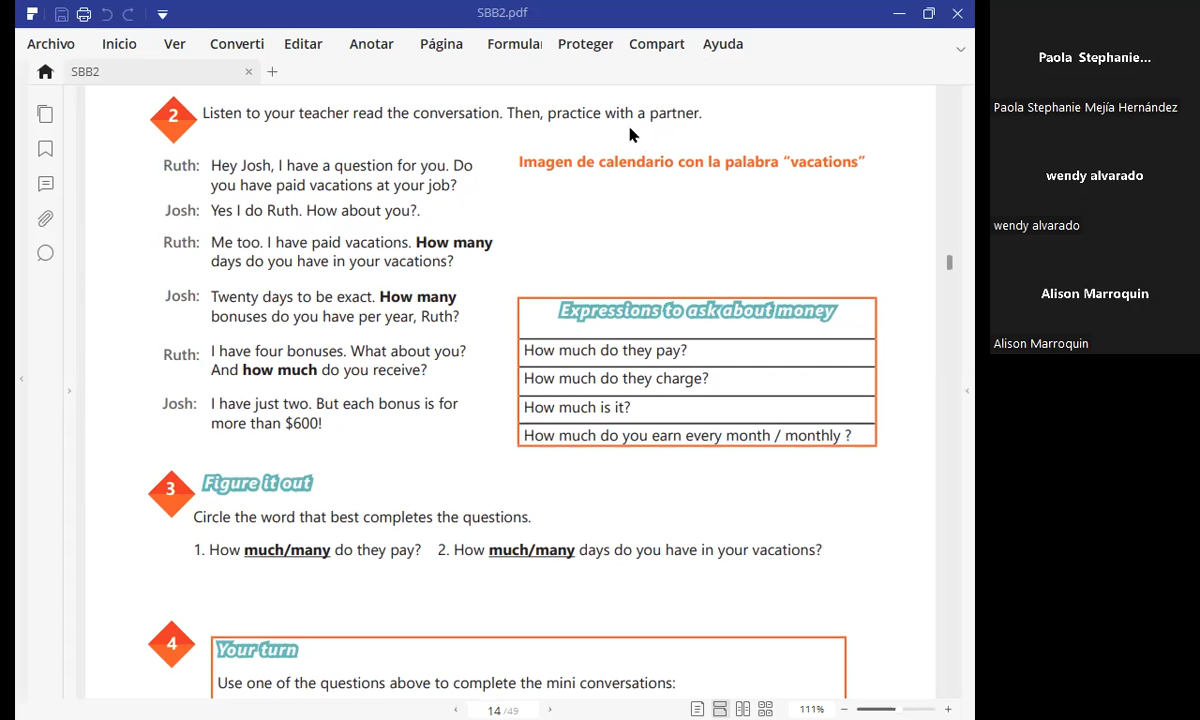 SBB2.pdf
Archivo Inicio Ver Converti Editar Anotar Página Formular Proteger Compart Ayuda
SBB2
2 Listen to your teacher read the conversation. Then, practice with a partner.
Imagen de calendario con la palabra “vacations”
Ruth: Hey Josh, I have a question for you. Do
you have paid vacations at your job?
Josh: Yes I do Ruth. How about you?.
Ruth: Me too. I have paid vacations. How many
days do you have in your vacations?
Josh: Twenty days to be exact. How many
bonuses do you have per year, Ruth?
Ruth: I have four bonuses. What about you?
And how much do you receive?
Josh: I have just two. But each bonus is for
more than $600!
Expressions to ask about money
How much do they pay?
How much do they charge?
How much is it?
How much do you earn every month / monthly ?
3 Figure it out
Circle the word that best completes the questions.
1. How much/many do they pay? 2. How much/many days do you have in your vacations?
4 Your turn
Use one of the questions above to complete the mini conversations:
14 /49
111%
Paola Stephanie...
Paola Stephanie Mejía Hernández
wendy alvarado
wendy alvarado
Alison Marroquin
Alison Marroquin